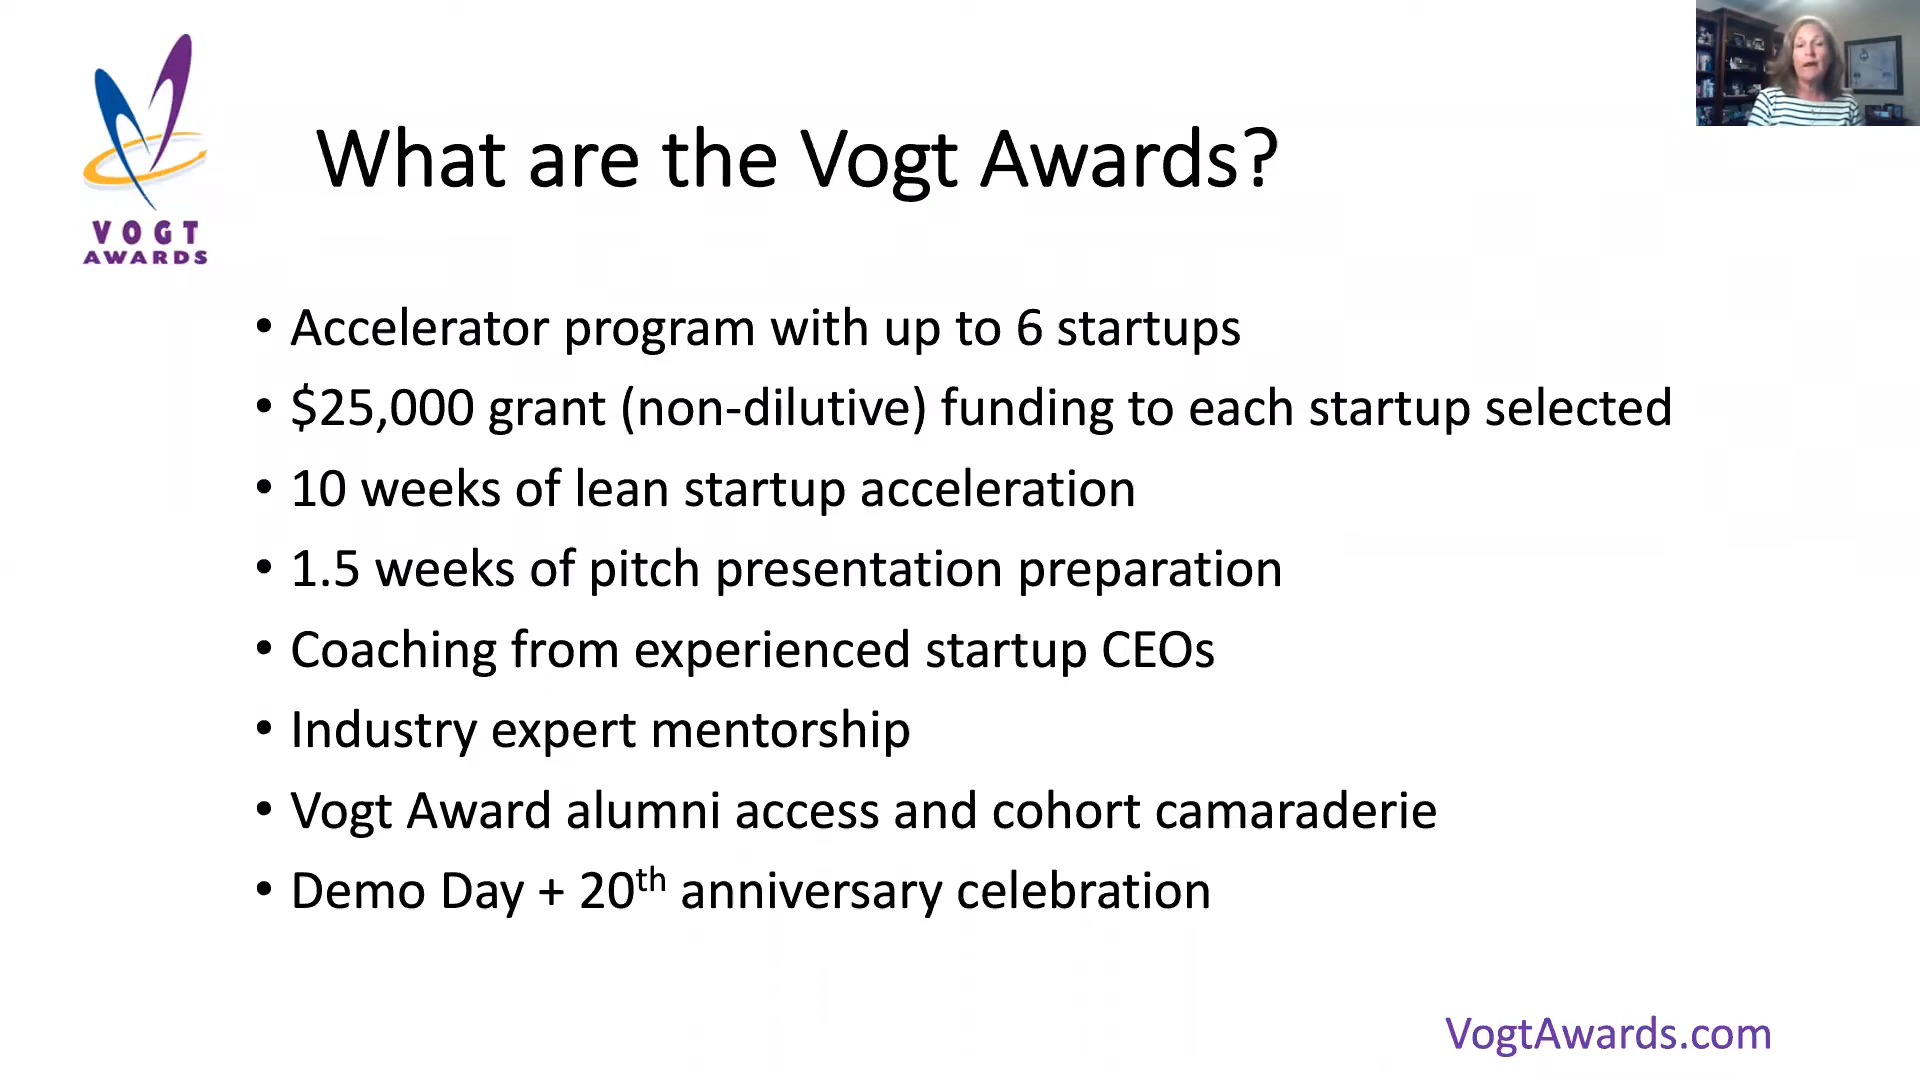 VOGT
AWARDS
What are the Vogt Awards?
• Accelerator program with up to 6 startups
• $25,000 grant (non-dilutive) funding to each startup selected
• 10 weeks of lean startup acceleration
• 1.5 weeks of pitch presentation preparation
• Coaching from experienced startup CEOs
• Industry expert mentorship
• Vogt Award alumni access and cohort camaraderie
• Demo Day + 20th anniversary celebration
VogtAwards.com